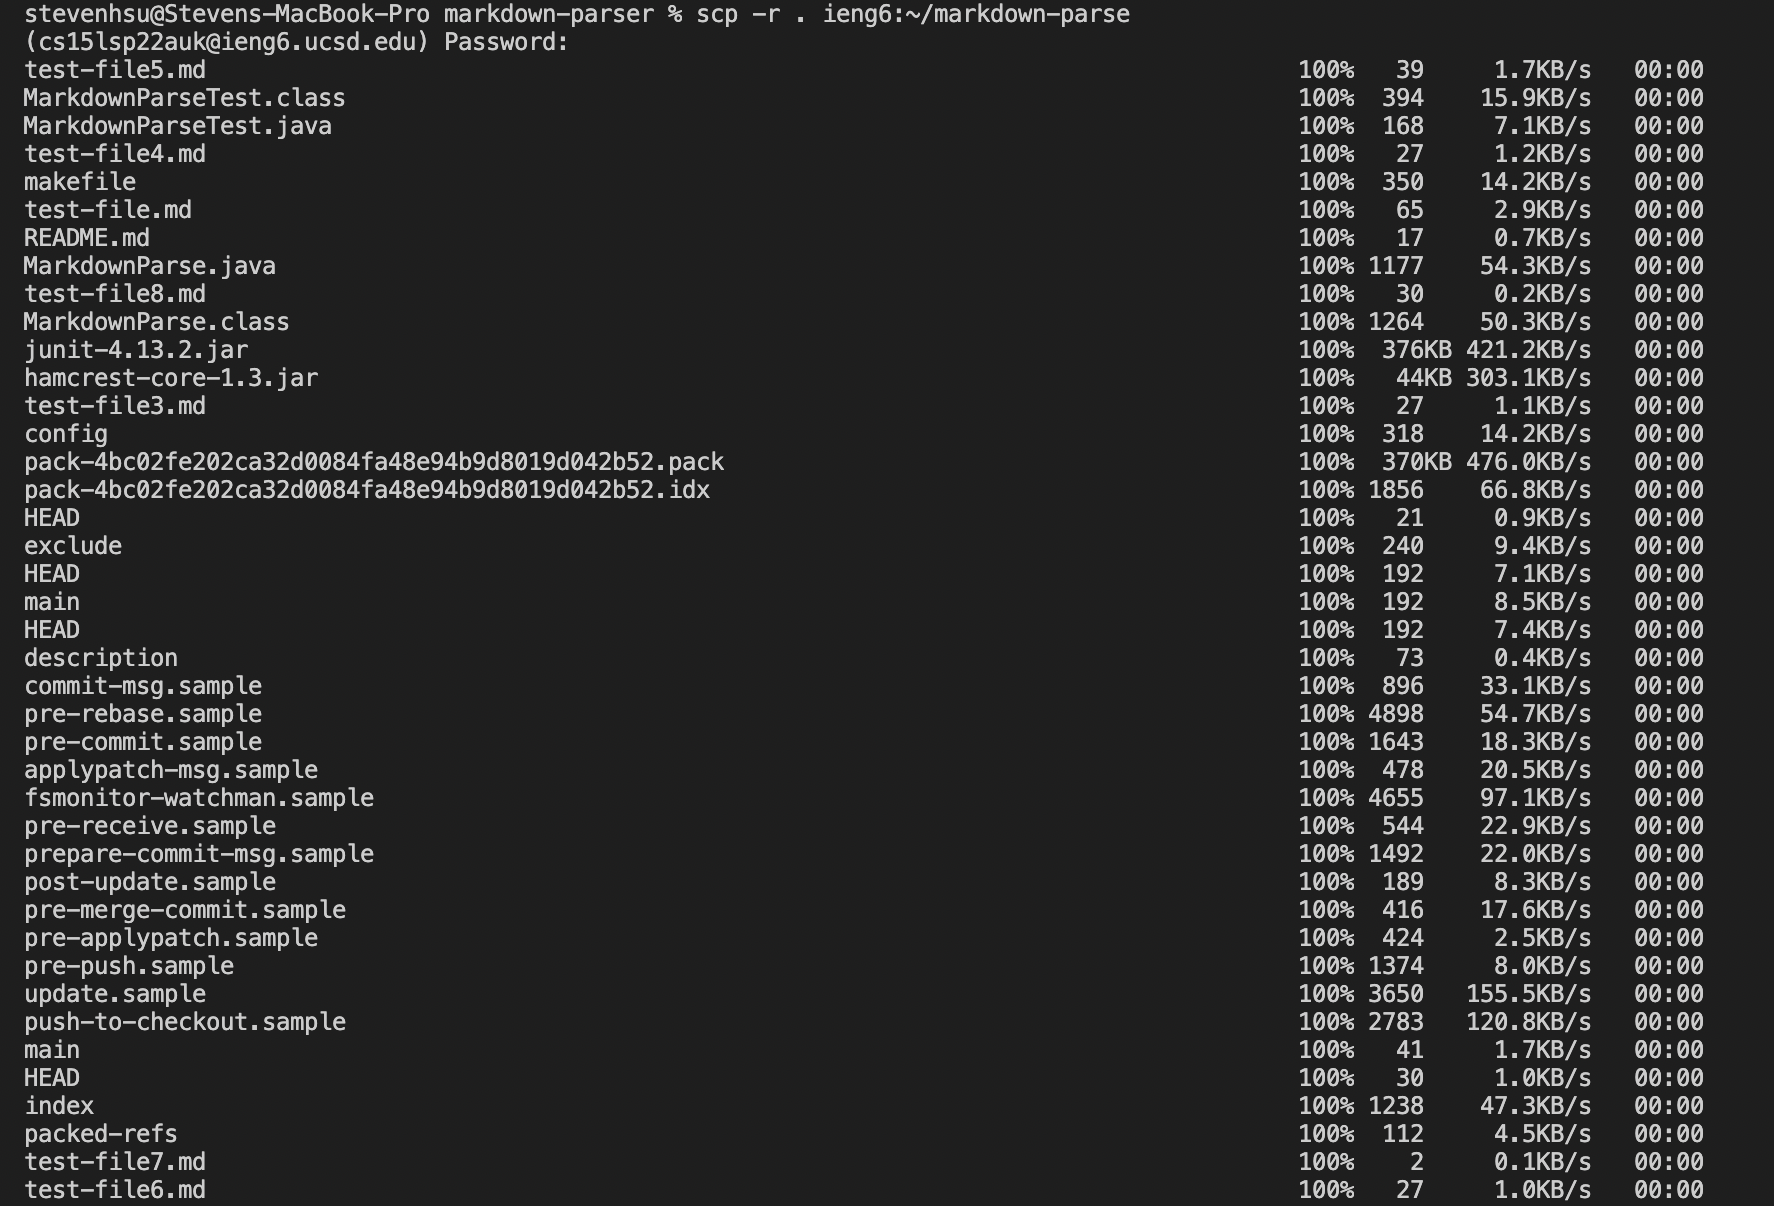 stevenhsu@Stevens-MacBook-Pro markdown-parser % scp -r . ieng6:~/markdown-parse
(cs15lsp22auk@ieng6.ucsd.edu) Password:
test-file5.md 100% 39 1.7KB/s 00:00
MarkdownParseTest.class 100% 394 15.9KB/s 00:00
MarkdownParseTest.java 100% 168 7.1KB/s 00:00
test-file4.md 100% 27 1.2KB/s 00:00
makefile 100% 350 14.2KB/s 00:00
test-file.md 100% 65 2.9KB/s 00:00
README.md 100% 17 0.7KB/s 00:00
MarkdownParse.java 100% 1177 54.3KB/s 00:00
test-file8.md 100% 30 0.2KB/s 00:00
MarkdownParse.class 100% 1264 50.3KB/s 00:00
junit-4.13.2.jar 100% 376KB 421.2KB/s 00:00
hamcrest-core-1.3.jar 100% 44KB 303.1KB/s 00:00
test-file3.md 100% 27 1.1KB/s 00:00
config 100% 318 14.2KB/s 00:00
pack-4bc02fe202ca32d0084fa48e94b9d8019d042b52.pack 100% 370KB 476.0KB/s 00:00
pack-4bc02fe202ca32d0084fa48e94b9d8019d042b52.idx 100% 1856 66.8KB/s 00:00
HEAD 100% 21 0.9KB/s 00:00
exclude 100% 240 9.4KB/s 00:00
HEAD 100% 192 7.1KB/s 00:00
main 100% 192 8.5KB/s 00:00
HEAD 100% 192 7.4KB/s 00:00
description 100% 73 0.4KB/s 00:00
commit-msg.sample 100% 896 33.1KB/s 00:00
pre-rebase.sample 100% 4898 54.7KB/s 00:00
pre-commit.sample 100% 1643 18.3KB/s 00:00
applypatch-msg.sample 100% 478 20.5KB/s 00:00
fsmonitor-watchman.sample 100% 4655 97.1KB/s 00:00
pre-receive.sample 100% 544 22.9KB/s 00:00
prepare-commit-msg.sample 100% 1492 22.0KB/s 00:00
post-update.sample 100% 189 8.3KB/s 00:00
pre-merge-commit.sample 100% 416 17.6KB/s 00:00
pre-applypatch.sample 100% 424 2.5KB/s 00:00
pre-push.sample 100% 1374 8.0KB/s 00:00
update.sample 100% 3650 155.5KB/s 00:00
push-to-checkout.sample 100% 2783 120.8KB/s 00:00
main 100% 41 1.7KB/s 00:00
HEAD 100% 30 1.0KB/s 00:00
index 100% 1238 47.3KB/s 00:00
packed-refs 100% 112 4.5KB/s 00:00
test-file7.md 100% 2 0.1KB/s 00:00
test-file6.md 100% 27 1.0KB/s 00:00